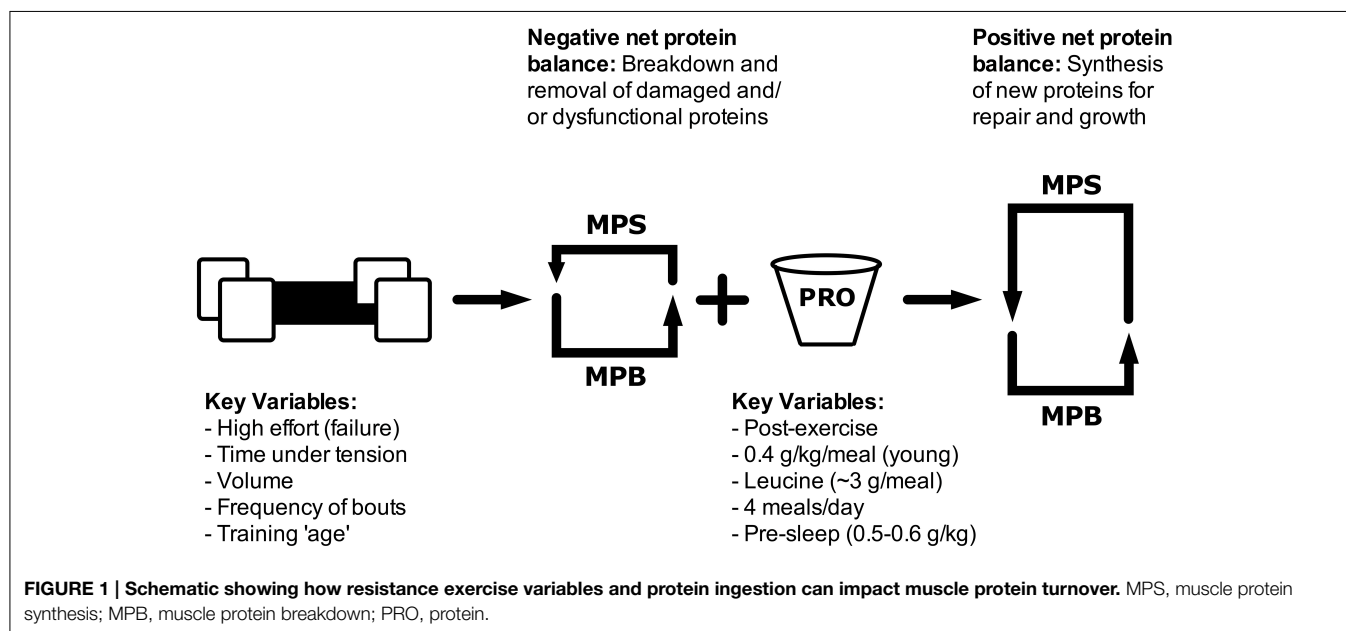 Negative net protein
balance: Breakdown and
removal of damaged and/
or dysfunctional proteins
Positive net protein
balance: Synthesis
of new proteins for
repair and growth
MPS
MPB
PRO
MPS
MPB
Key Variables:
- High effort (failure)
- Time under tension
- Volume
- Frequency of bouts
- Training 'age'
Key Variables:
- Post-exercise
- 0.4 g/kg/meal (young)
- Leucine (~3 g/meal)
- 4 meals/day
- Pre-sleep (0.5-0.6 g/kg)
FIGURE 1 | Schematic showing how resistance exercise variables and protein ingestion can impact muscle protein turnover. MPS, muscle protein
synthesis; MPB, muscle protein breakdown; PRO, protein.